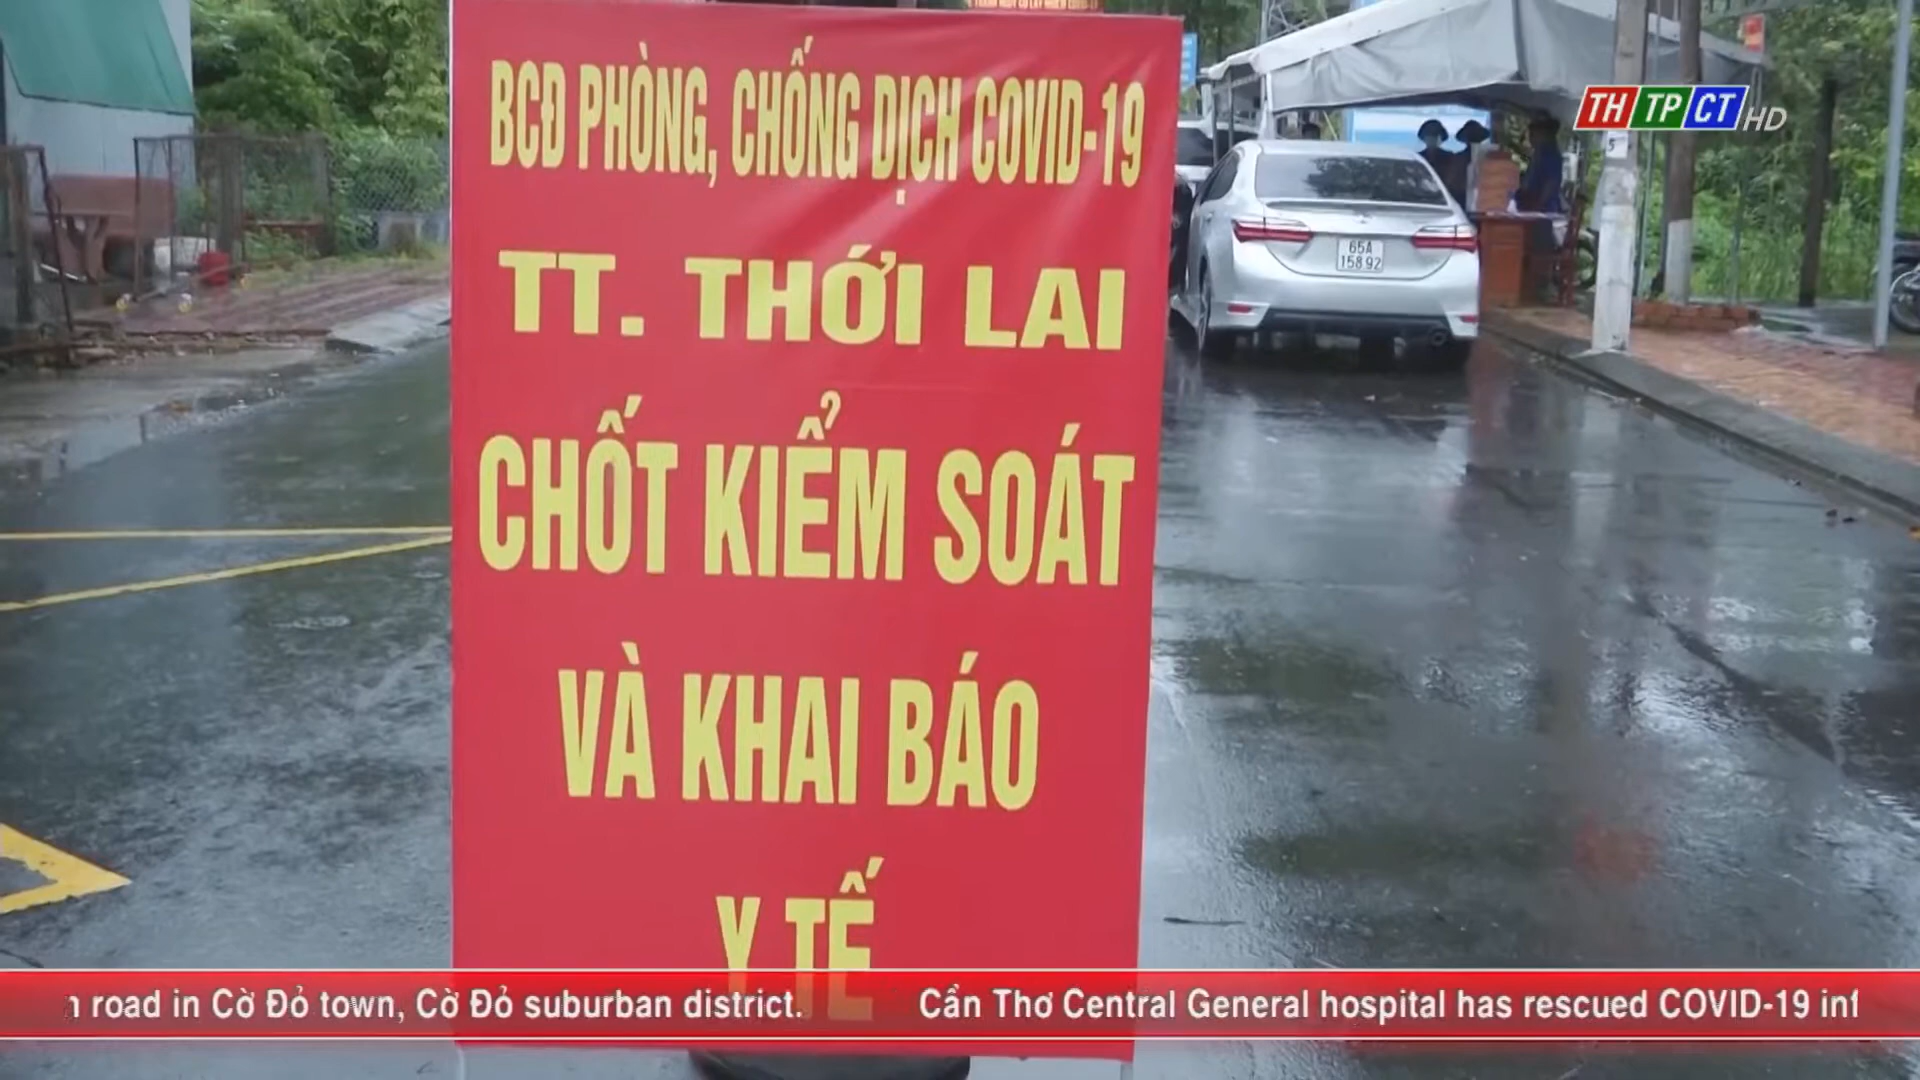 BCĐ PHÒNG, CHỐNG DỊCH COVID-19
TT. THỚI LAI
CHỐT KIỂM SOÁT
VÀ KHAI BÁO
Y TẾ
THTPCT HD
65A
158 92
5
road in Cờ Đỏ town, Cờ Đỏ suburban district. Cần Thơ Central General hospital has rescued COVID-19